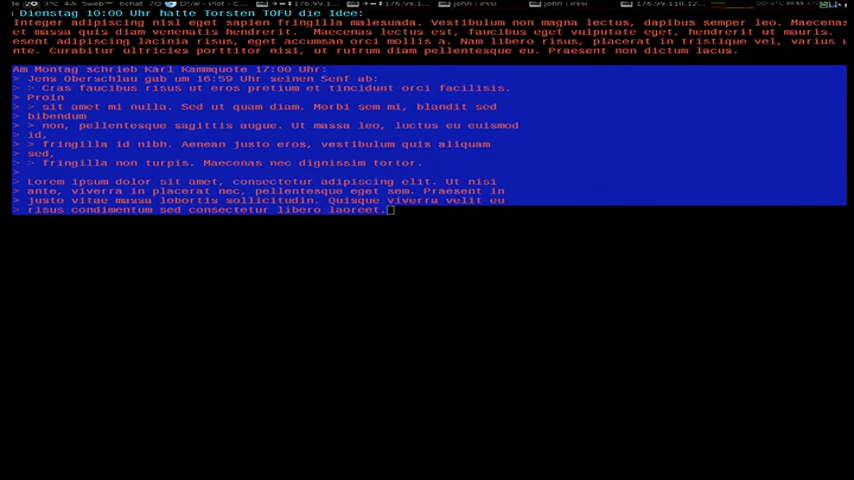 Dienstag 10:00 Uhr hatte Torsten TOFU die Idee:
Integer adipiscing nisl eget sapien fringilla malesuada. Vestibulum non magna lectus, dapibus semper leo. Maecenas
et massa quis diam venenatis hendrerit.  Maecenas lectus est, faucibus eget vulputate eget, hendrerit ut mauris.
esent adipiscing lacinia risus, eget accumsan orci mollis a. Nam libero risus, placerat in tristique vel, varius u
nte. Curabitur ultricies porttitor nisi, ut rutrum diam pellentesque eu. Praesent non dictum lacus.
Am Montag schrieb Karl Kammquote 17:00 Uhr:
> Jens Oberschlau gab um 16:59 Uhr seinen Senf ab:
> > Cras faucibus risus ut eros pretium et tincidunt orci facilisis.
> Proin
> > sit amet mi nulla. Sed ut quam diam. Morbi sem mi, blandit sed
> bibendum
> > non, pellentesque sagittis augue. Ut massa leo, luctus eu euismod
> id,
> > fringilla id nibh. Aenean justo eros, vestibulum quis aliquam
> sed,
> > fringilla non turpis. Maecenas nec dignissim tortor.
>
> Lorem ipsum dolor sit amet, consectetur adipiscing elit. Ut nisi
> ante, viverra in placerat nec, pellentesque eget sem. Praesent in
> justo vitae massa lobortis sollicitudin. Quisque viverra velit eu
> risus condimentum sed consectetur libero laoreet.